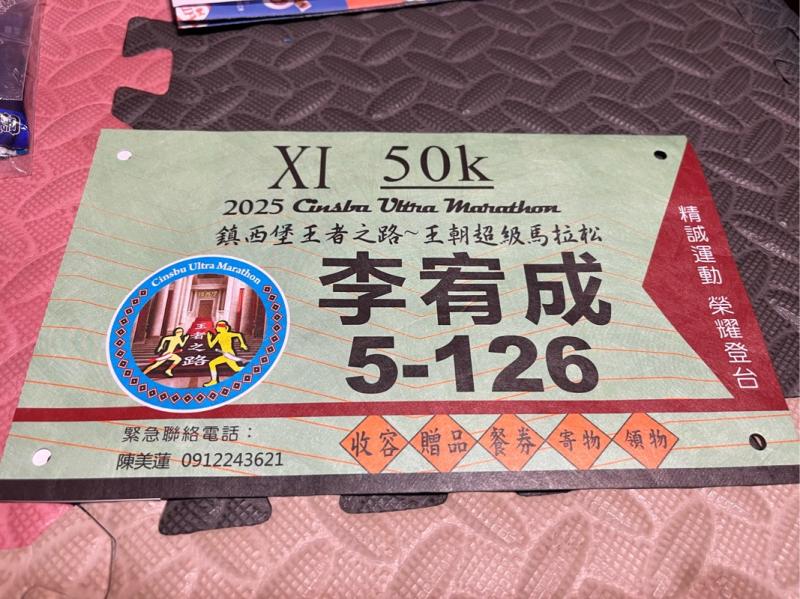 XI 50k
2025 Cinsbu Ultra Marathon
鎮西堡王者之路~王朝超級馬拉松
李宥成
5-126
精誠運動 榮耀登台
Cinsbu Ultra Marathon
王者之路
緊急聯絡電話：
陳美蓮 0912243621
收容 贈品 餐券 寄物 領物